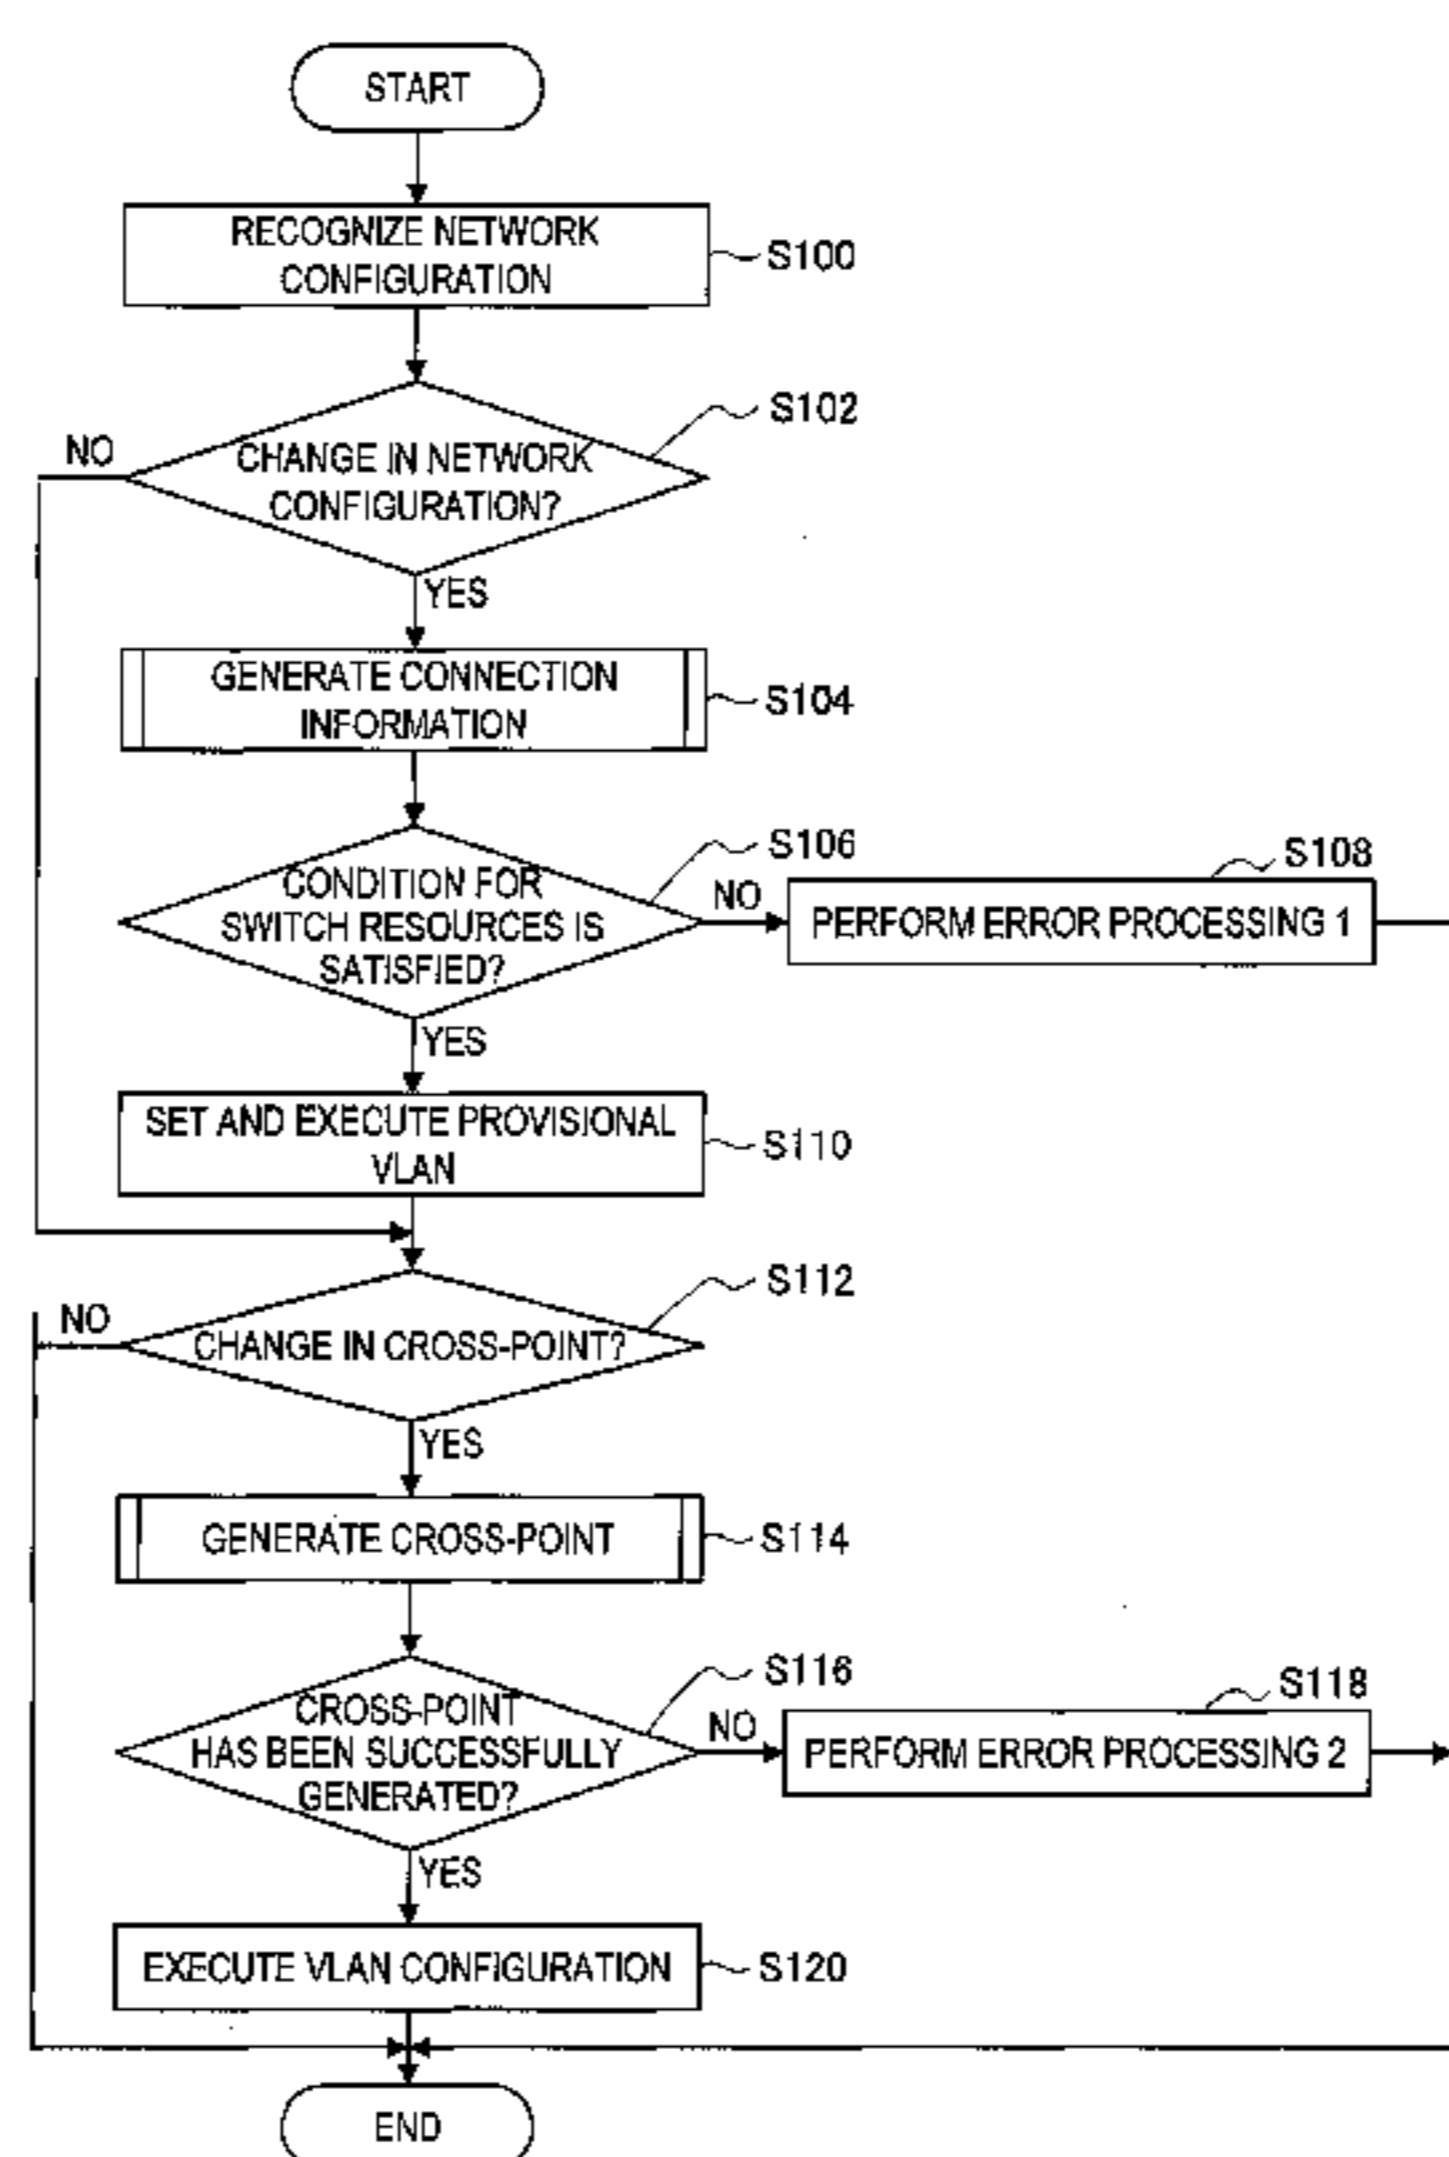 START
RECOGNIZE NETWORK
CONFIGURATION
S100
S102
NO
CHANGE IN NETWORK
CONFIGURATION?
YES
GENERATE CONNECTION
INFORMATION
S104
S106
S108
CONDITION FOR
SWITCH RESOURCES IS
SATISFIED?
NO
PERFORM ERROR PROCESSING 1
YES
SET AND EXECUTE PROVISIONAL
VLAN
S110
S112
NO
CHANGE IN CROSS-POINT?
YES
GENERATE CROSS-POINT
S114
S116
S118
CROSS-POINT
HAS BEEN SUCCESSFULLY
GENERATED?
NO
PERFORM ERROR PROCESSING 2
YES
EXECUTE VLAN CONFIGURATION
S120
END